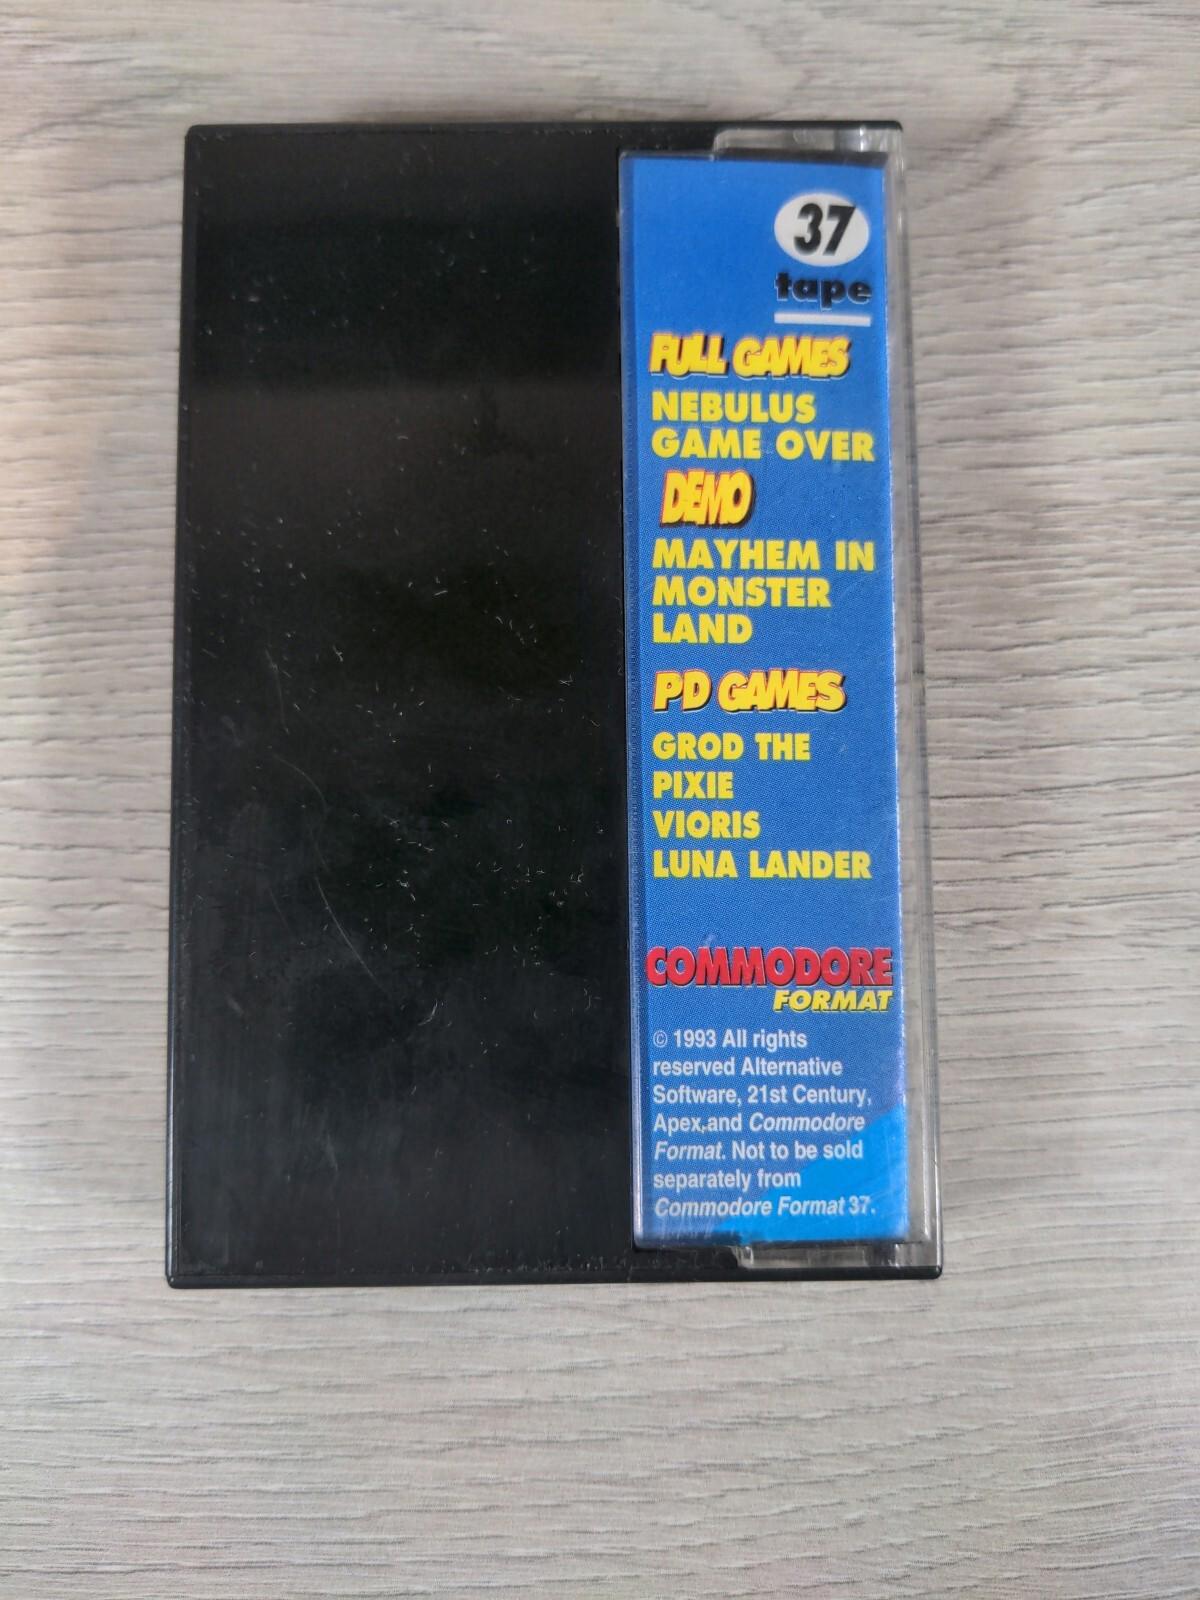 37
tape
FULL GAMES
NEBULUS
GAME OVER
DEMO
MAYHEM IN
MONSTER
LAND
PD GAMES
GROD THE
PIXIE
VIORIS
LUNA LANDER
COMMODORE
FORMAT
© 1993 All rights
reserved Alternative
Software, 21st Century,
Apex,and Commodore
Format. Not to be sold
separately from
Commodore Format 37.